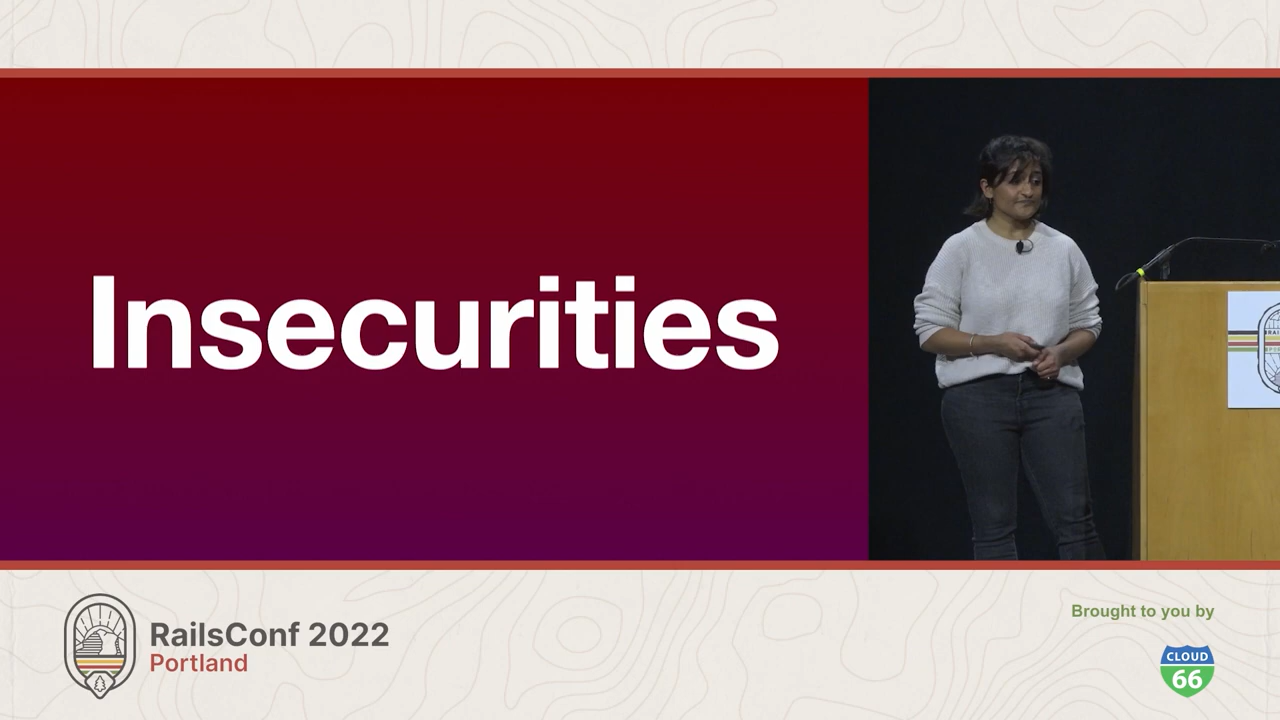 Insecurities
RailsConf 2022
Portland
Brought to you by
CLOUD
66